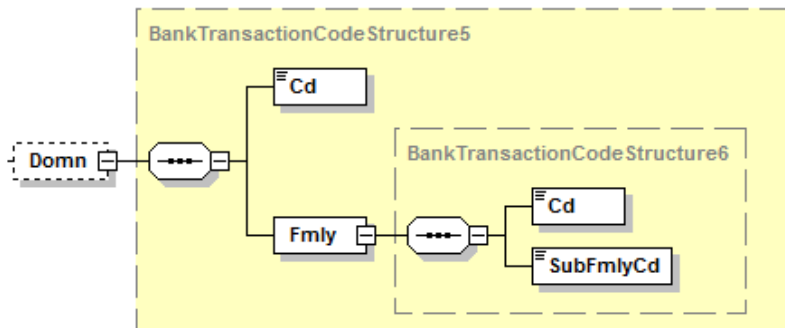 BankTransactionCodeStructure5
Cd
Domn
BankTransactionCodeStructure6
Cd
Fmly
SubFmlyCd